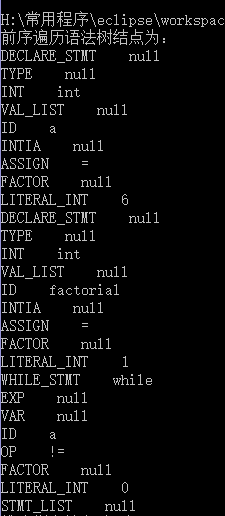 H:\常用程序\eclipse\workspac
前序遍历语法树结点为:
DECLARE_STMT null
TYPE null
INT int
VAL_LIST null
ID a
INTIA null
ASSIGN =
FACTOR null
LITERAL_INT 6
DECLARE_STMT null
TYPE null
INT int
VAL_LIST null
ID factorial
INTIA null
ASSIGN =
FACTOR null
LITERAL_INT 1
WHILE_STMT while
EXP null
VAR null
ID a
OP !=
FACTOR null
LITERAL_INT 0
STMT_LIST null